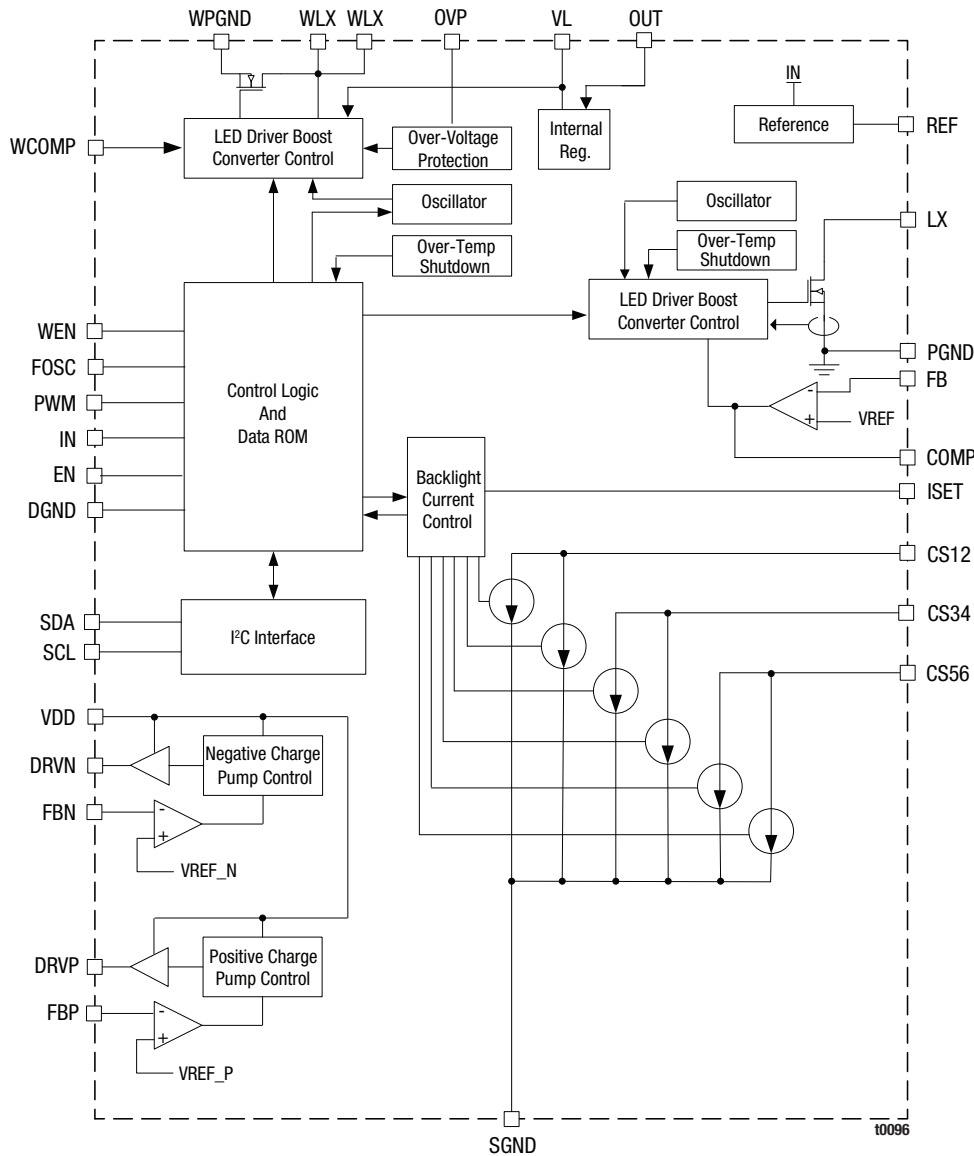 WPGND WLX WLX OVP VL OUT
IN
LED Driver Boost
Converter Control
Over-Voltage
Protection
Internal
Reg.
Reference
REF
WCOMP
Oscillator
Oscillator
LX
Over-Temp
Shutdown
Over-Temp
Shutdown
LED Driver Boost
Converter Control
WEN
FOSC
PWM
IN
EN
DGND
Control Logic
And
Data ROM
PGND
FB
-
+
VREF
COMP
Backlight
Current
Control
ISET
CS12
CS34
CS56
SDA
SCL
I²C Interface
VDD
DRVN
Negative Charge
Pump Control
FBN
-
+
VREF_N
DRVP
Positive Charge
Pump Control
FBP
-
+
VREF_P
SGND
t0096